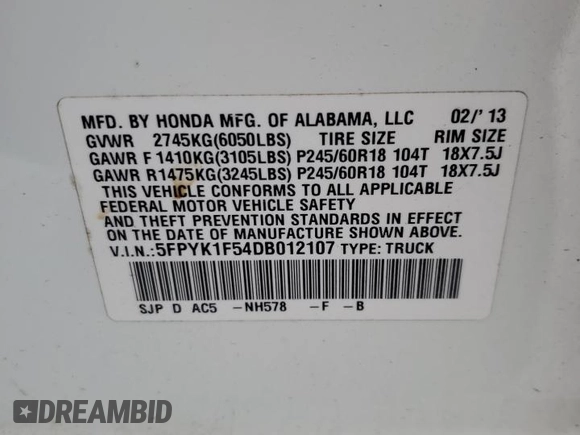 MFD. BY HONDA MFG. OF ALABAMA, LLC 02/' 13
GVWR 2745KG(6050LBS) TIRE SIZE RIM SIZE
GAWR F 1410KG(3105LBS) P245/60R18 104T 18X7.5J
GAWR R1475KG(3245LBS) P245/60R18 104T 18X7.5J
THIS VEHICLE CONFORMS TO ALL APPLICABLE
FEDERAL MOTOR VEHICLE SAFETY
AND THEFT PREVENTION STANDARDS IN EFFECT
ON THE DATE OF MANUFACTURE SHOWN ABOVE.
V.I.N.:5FPYK1F54DB012107 TYPE: TRUCK
SJP D AC5 -NH578 -F -B
DREAMBID